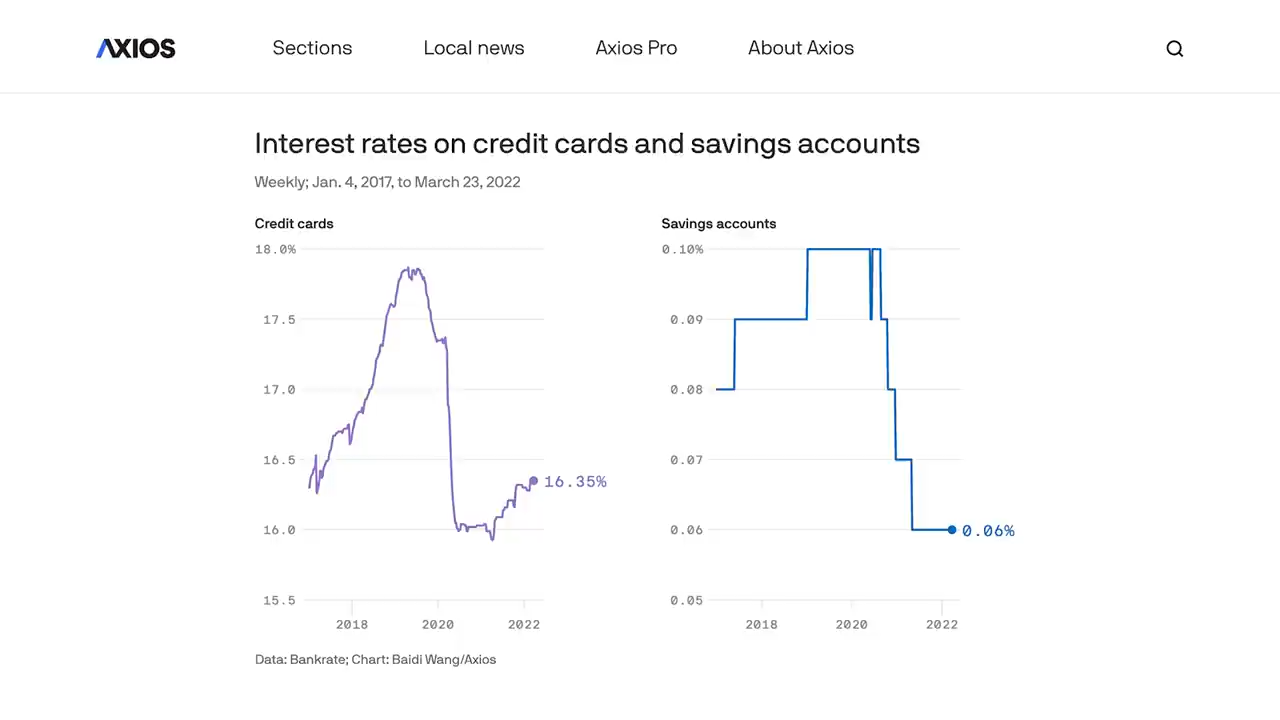 AXIOS Sections Local news Axios Pro About Axios
Interest rates on credit cards and savings accounts
Weekly; Jan. 4, 2017, to March 23, 2022
Credit cards
18.0%
17.5
17.0
16.5
16.35%
16.0
15.5
2018 2020 2022
Savings accounts
0.10%
0.09
0.08
0.07
0.06
0.06%
0.05
2018 2020 2022
Data: Bankrate; Chart: Baidi Wang/Axios